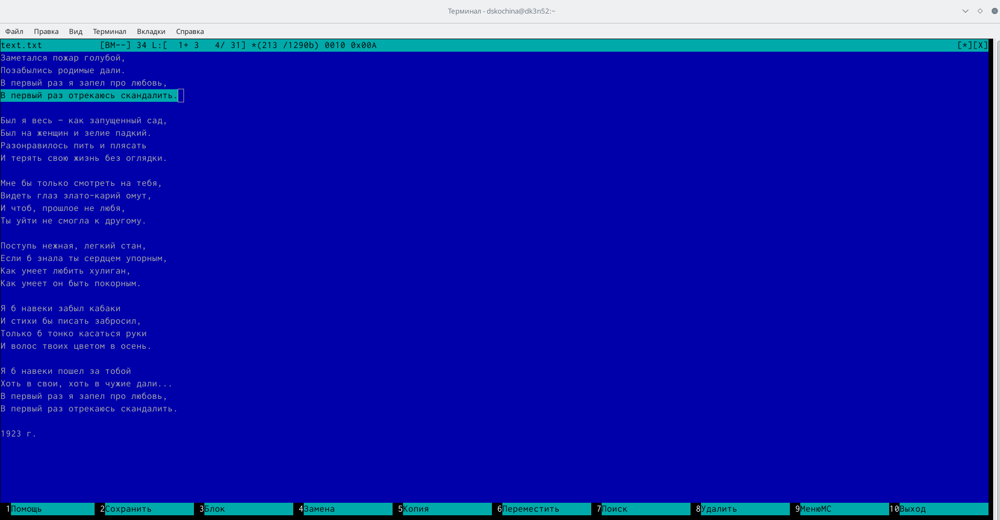 Терминал - dskochina@dk3n52:~
Файл Правка Вид Терминал Вкладки Справка
text.txt [BM--] 34 L:[ 1+ 3 4/ 31] *(213 /1290b) 0010 0x00A [*][X]
Заметался пожар голубой,
Позабылись родимые дали.
В первый раз я запел про любовь,
В первый раз отрекаюсь скандалить.
Был я весь – как запущенный сад,
Был на женщин и зелие падкий.
Разонравилось пить и плясать
И терять свою жизнь без оглядки.
Мне бы только смотреть на тебя,
Видеть глаз злато-карий омут,
И чтоб, прошлое не любя,
Ты уйти не смогла к другому.
Поступь нежная, легкий стан,
Если б знала ты сердцем упорным,
Как умеет любить хулиган,
Как умеет он быть покорным.
Я б навеки забыл кабаки
И стихи бы писать забросил,
Только б тонко касаться руки
И волос твоих цветом в осень.
Я б навеки пошел за тобой
Хоть в свои, хоть в чужие дали...
В первый раз я запел про любовь,
В первый раз отрекаюсь скандалить.
1923 г.
1Помощь 2Сохранить 3Блок 4Замена 5Копия 6Переместить 7Поиск 8Удалить 9МенюMC 10Выход